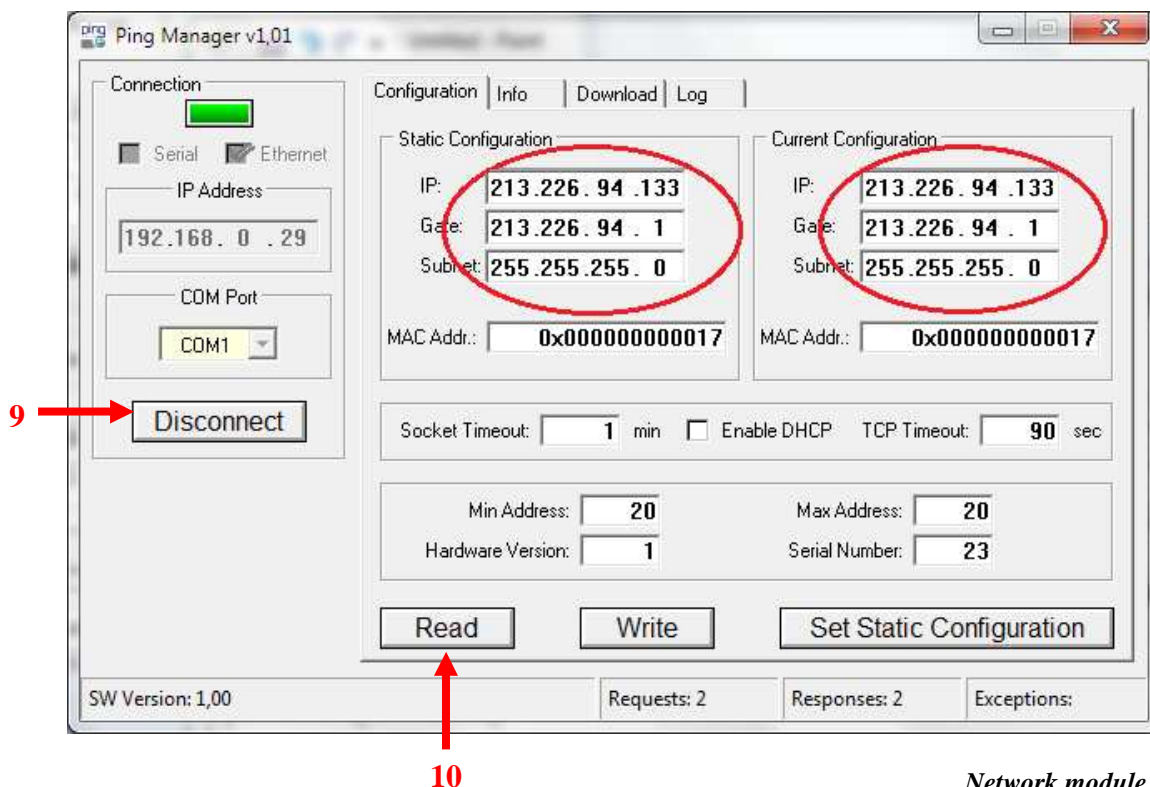 Ping Manager v1,01
Connection
Serial Ethernet
IP Address
192.168. 0 .29
COM Port
COM1
9
Disconnect
Configuration Info Download Log
Static Configuration
IP: 213.226. 94 .133
Gate: 213.226. 94 . 1
Subnet: 255.255.255. 0
MAC Addr.: 0x000000000017
Current Configuration
IP: 213.226. 94 .133
Gate: 213.226. 94 . 1
Subnet: 255.255.255. 0
MAC Addr.: 0x000000000017
Socket Timeout: 1 min Enable DHCP TCP Timeout: 90 sec
Min Address: 20 Max Address: 20
Hardware Version: 1 Serial Number: 23
Read Write Set Static Configuration
SW Version: 1,00 Requests: 2 Responses: 2 Exceptions:
10
Network module